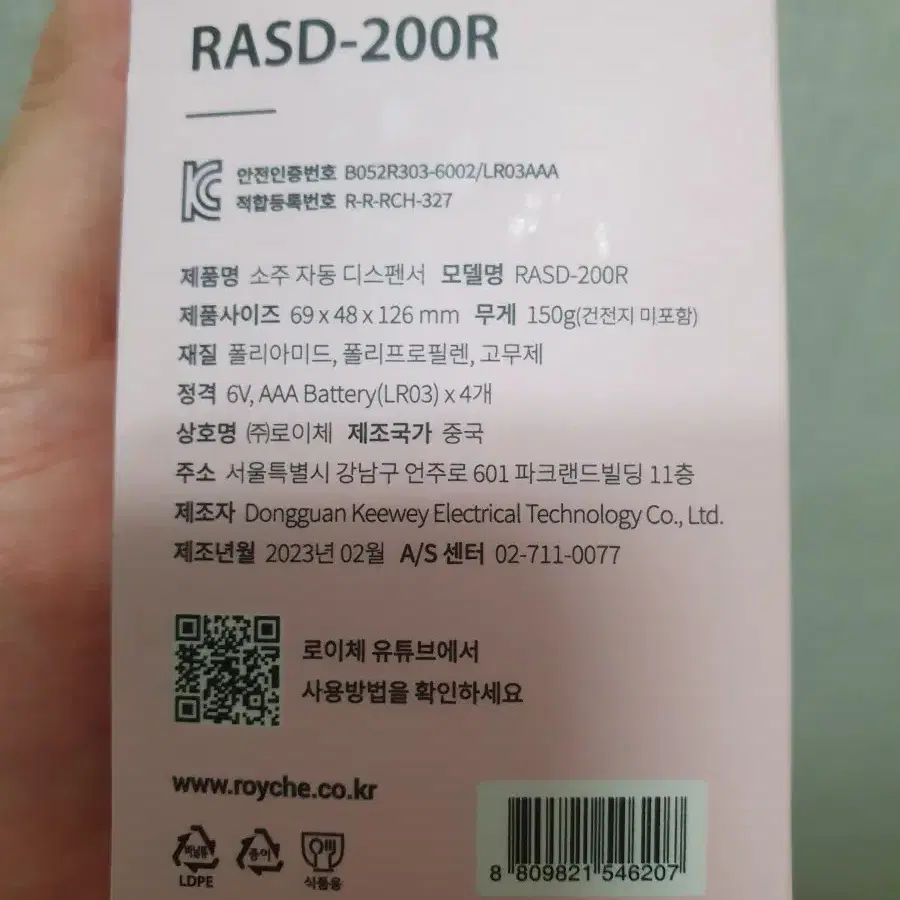 RASD-200R
안전인증번호 B052R303-6002/LR03AAA
적합등록번호 R-R-RCH-327
제품명 소주 자동 디스펜서 모델명 RASD-200R
제품사이즈 69 x 48 x 126 mm 무게 150g(건전지 미포함)
재질 폴리아미드, 폴리프로필렌, 고무제
정격 6V, AAA Battery(LR03) x 4개
상호명 ㈜로이체 제조국가 중국
주소 서울특별시 강남구 언주로 601 파크랜드빌딩 11층
제조자 Dongguan Keewey Electrical Technology Co., Ltd.
제조년월 2023년 02월 A/S 센터 02-711-0077
로이체 유튜브에서
사용방법을 확인하세요
www.royche.co.kr
비닐류 종이
LDPE 식품용
8 809821 546207